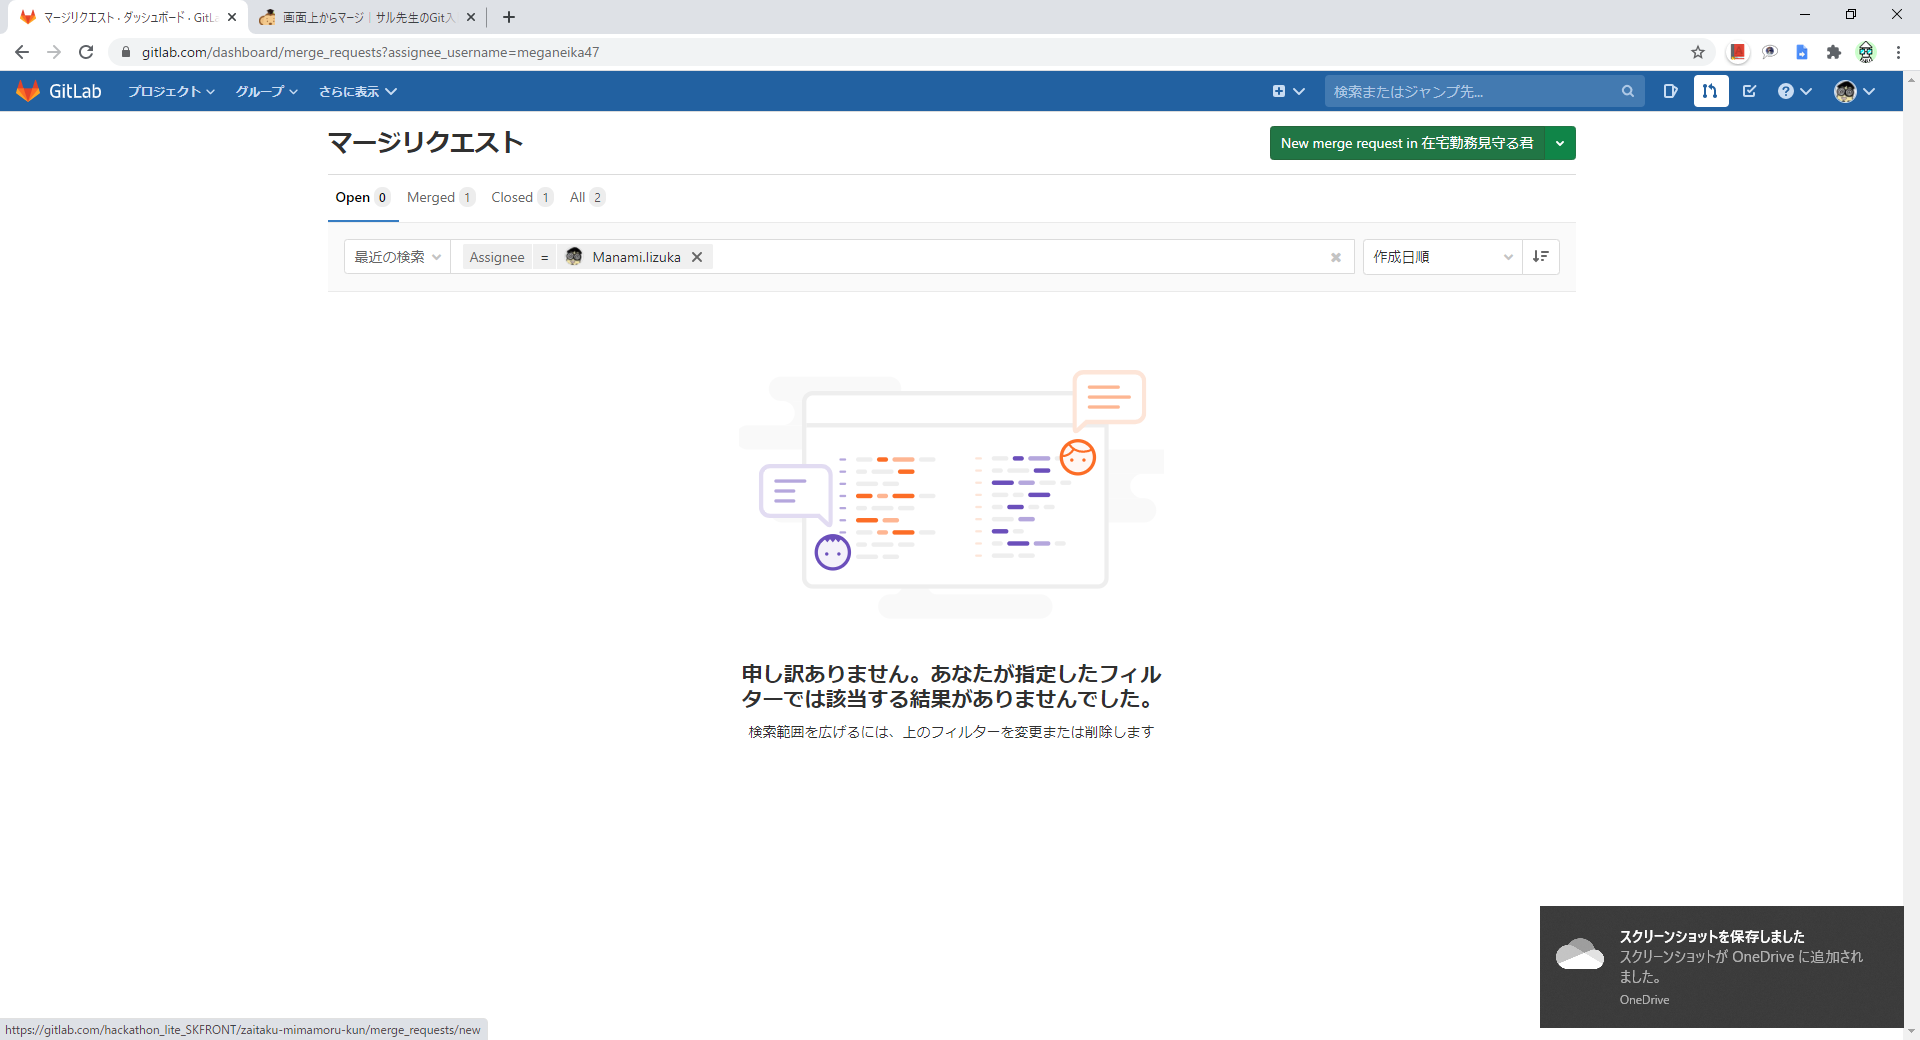 マージリクエスト · ダッシュボード · GitLa
画面上からマージ | サル先生のGit入
gitlab.com/dashboard/merge_requests?assignee_username=meganeika47
GitLab プロジェクト グループ さらに表示 検索またはジャンプ先...
マージリクエスト
New merge request in 在宅勤務見守る君
Open 0 Merged 1 Closed 1 All 2
最近の検索 Assignee = Manami.Iizuka 作成日順
申し訳ありません。あなたが指定したフィル
ターでは該当する結果がありませんでした。
検索範囲を広げるには、上のフィルターを変更または削除します
スクリーンショットを保存しました
スクリーンショットが OneDrive に追加され
ました。
OneDrive
https://gitlab.com/hackathon_lite_SKFRONT/zaitaku-mimamoru-kun/merge_requests/new